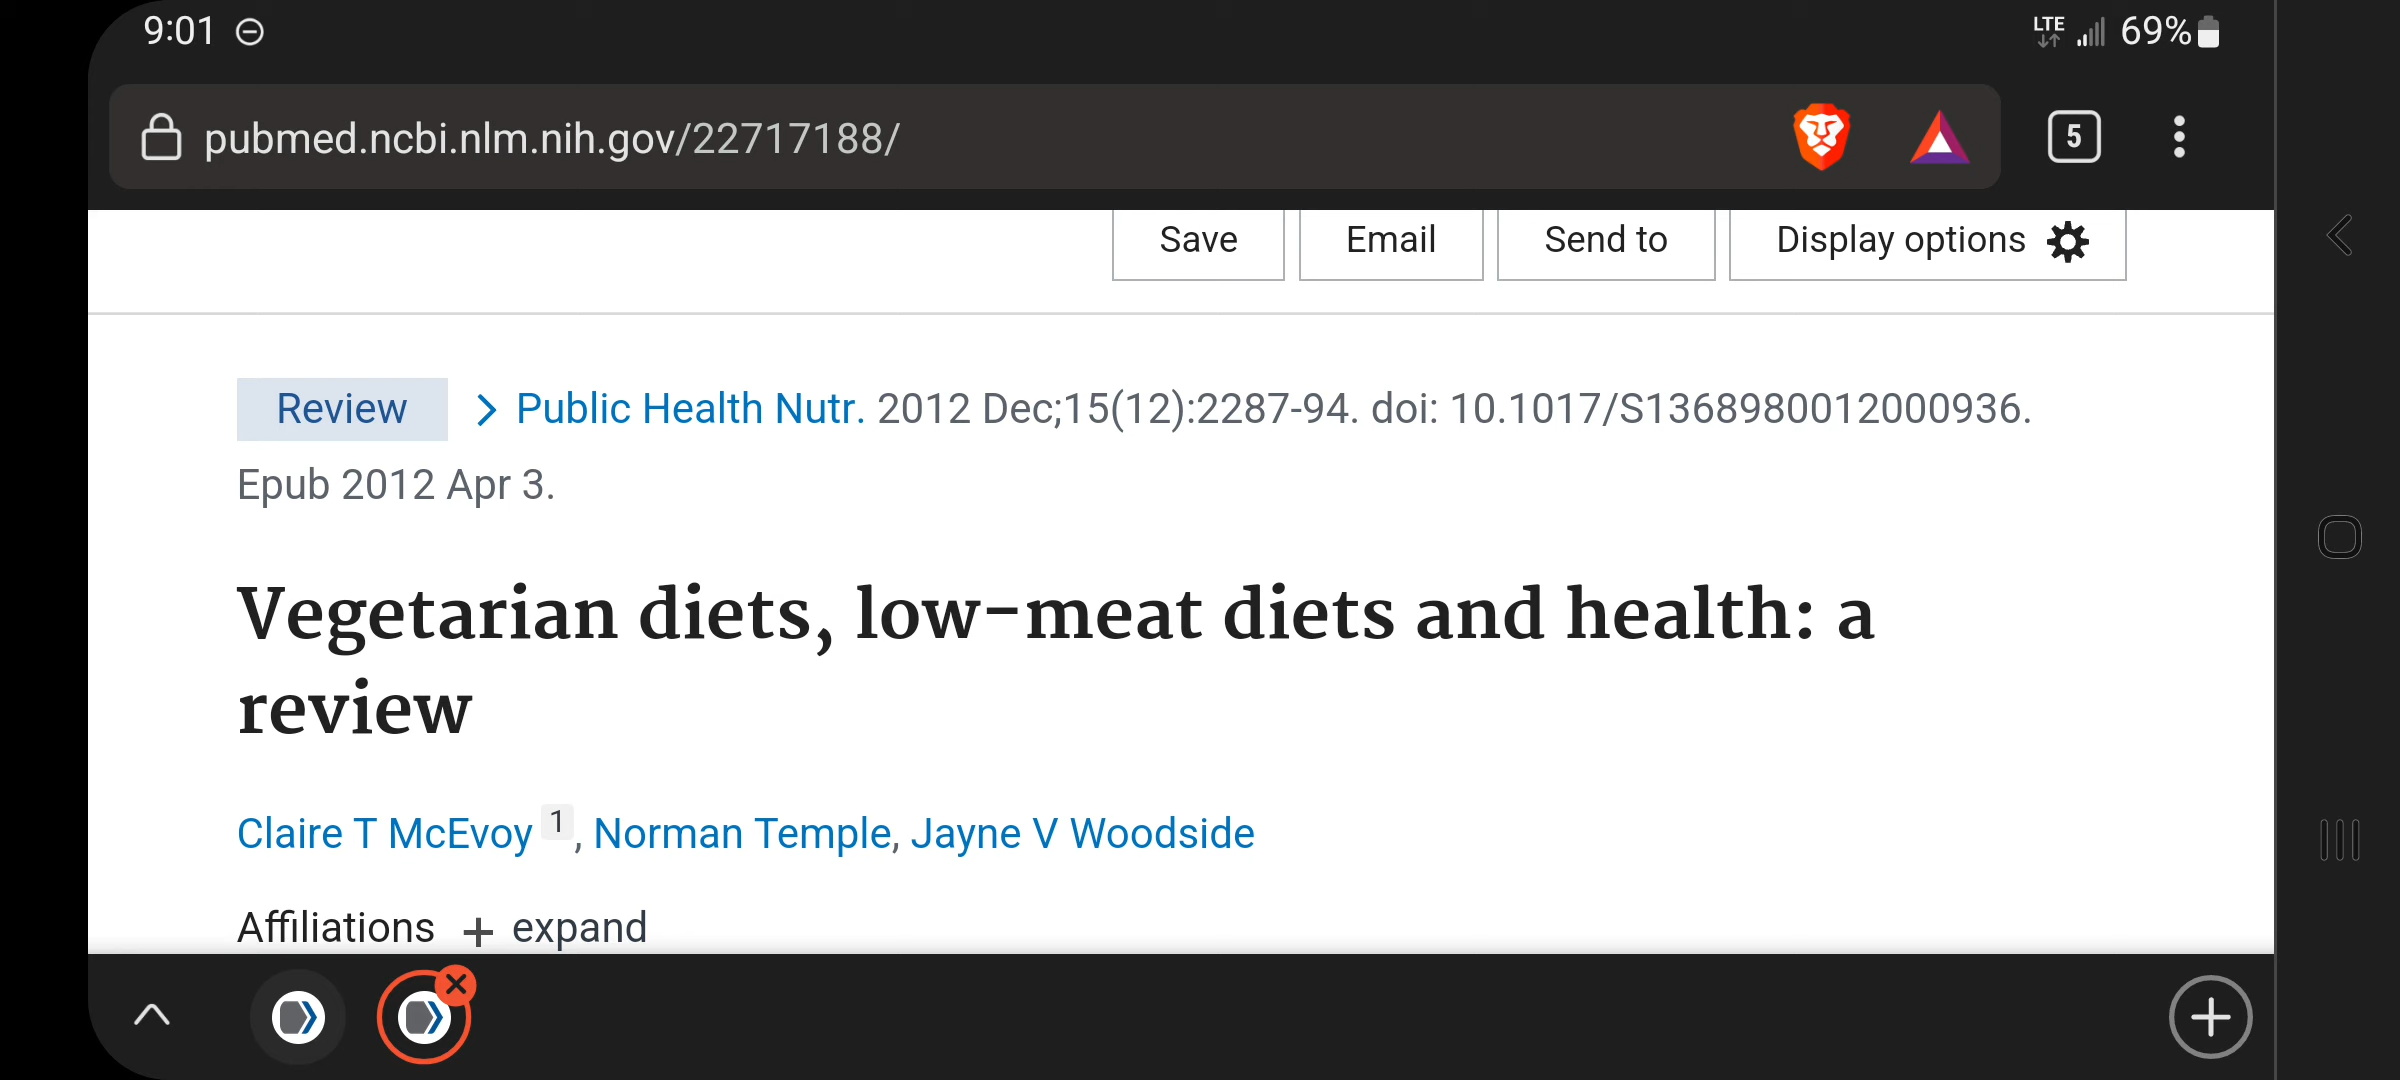 9:01
LTE 69%
pubmed.ncbi.nlm.nih.gov/22717188/
5
Save Email Send to Display options
Review Public Health Nutr. 2012 Dec;15(12):2287-94. doi: 10.1017/S1368980012000936.
Epub 2012 Apr 3.
Vegetarian diets, low-meat diets and health: a
review
Claire T McEvoy 1, Norman Temple, Jayne V Woodside
Affiliations + expand